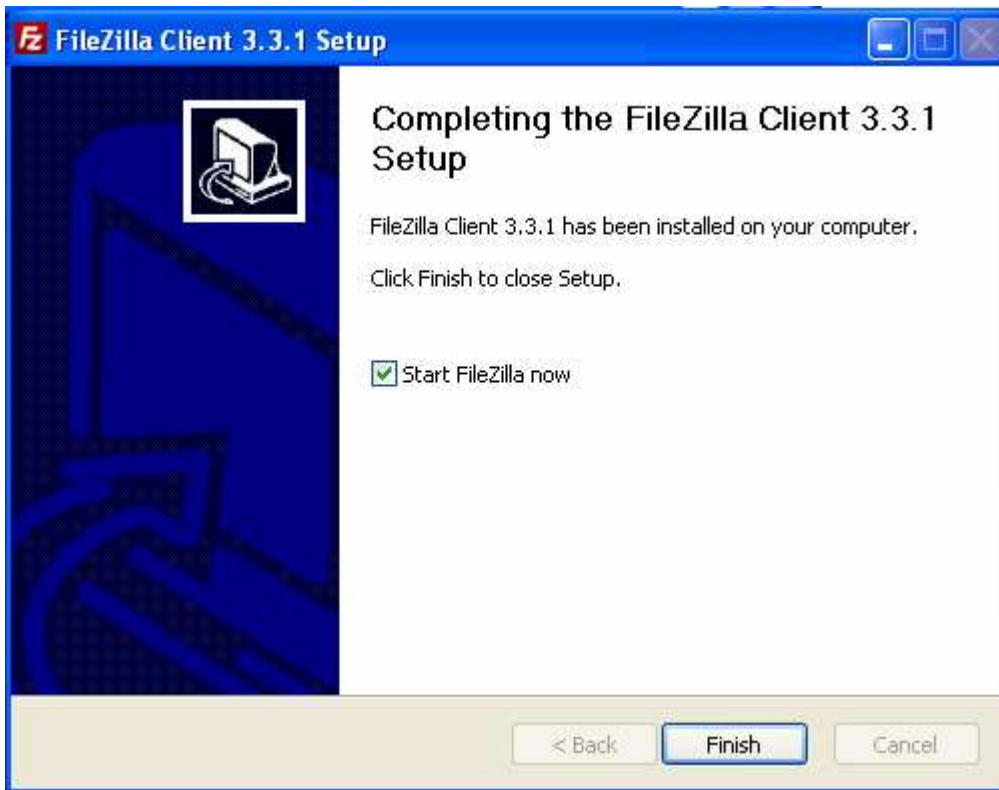 FileZilla Client 3.3.1 Setup
Completing the FileZilla Client 3.3.1
Setup
FileZilla Client 3.3.1 has been installed on your computer.
Click Finish to close Setup.
Start FileZilla now
< Back Finish Cancel